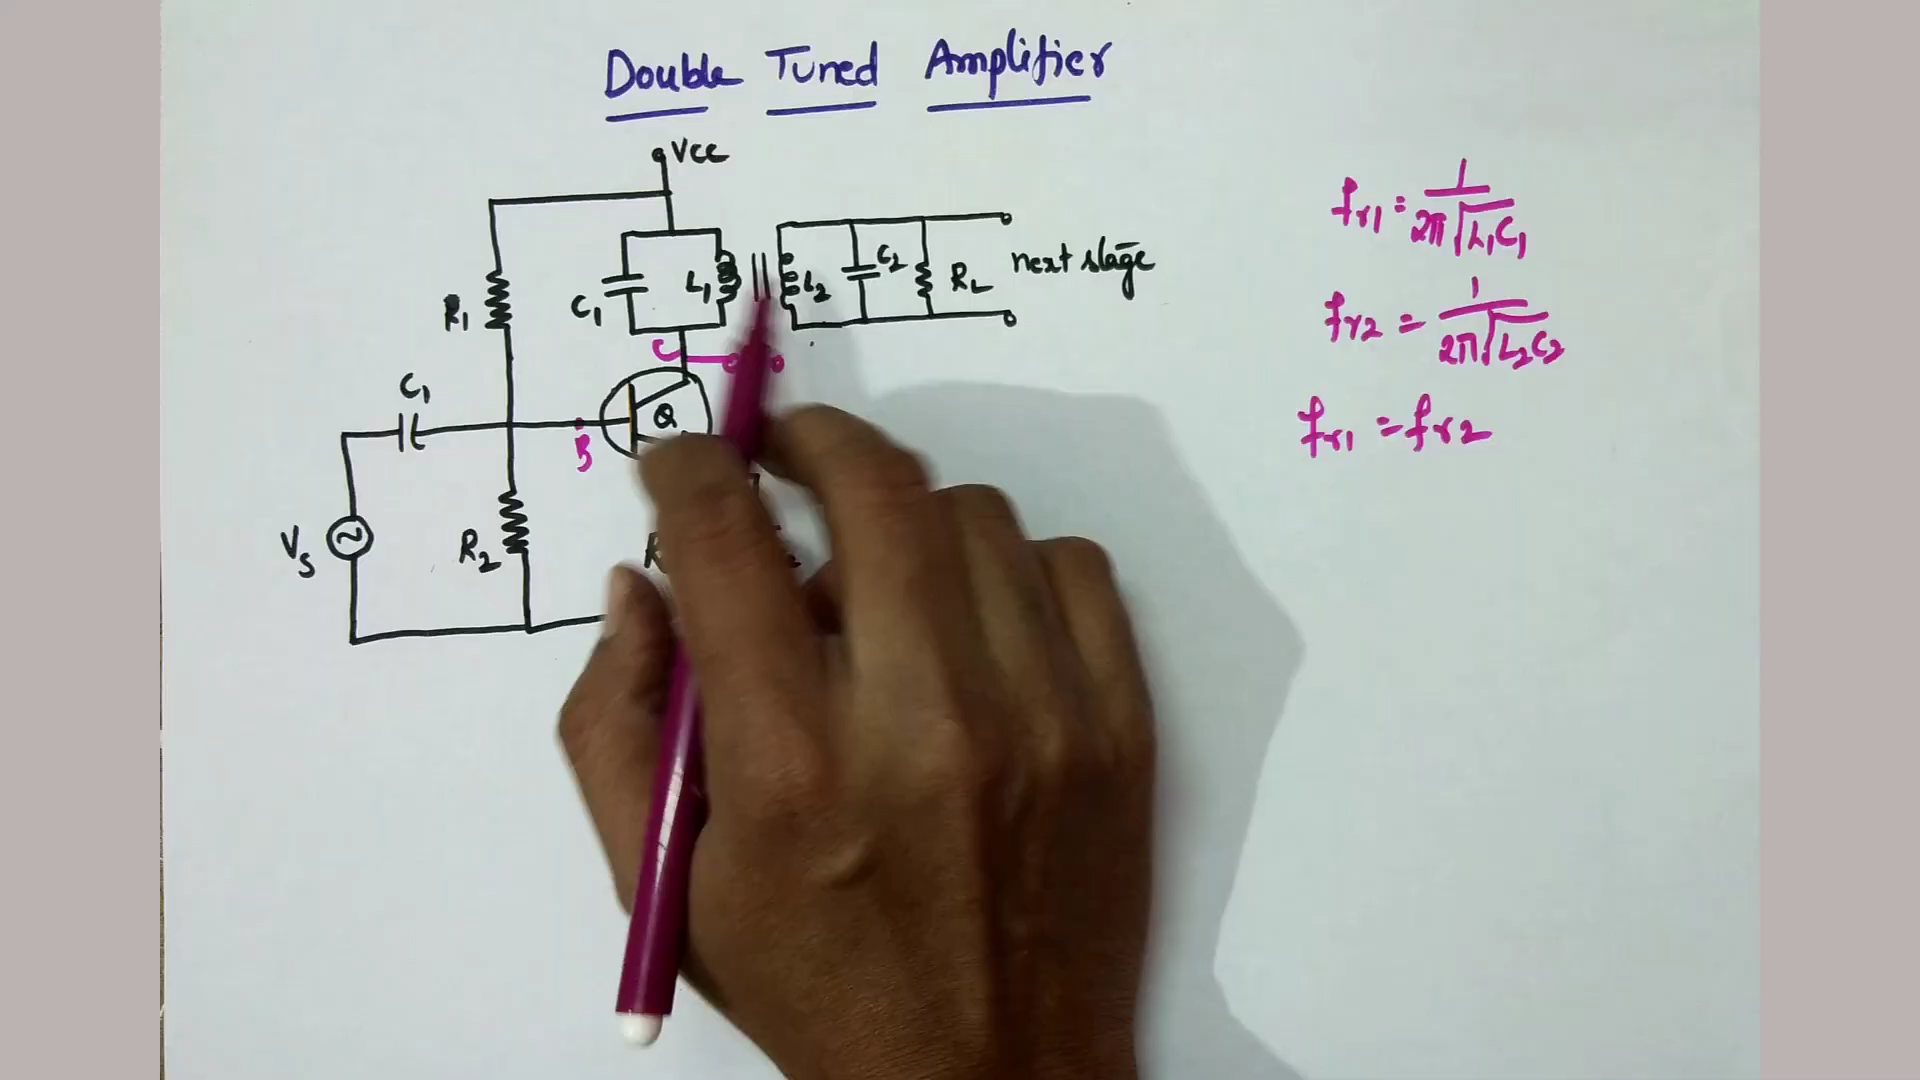 Double Tuned Amplifier
Vcc
R1
C1
L1
L2
C2
RL
next stage
C
C1
B
Q
Vs
R2
fr1 = 1/2π√L1C1
fr2 = 1/2π√L2C2
fr1 = fr2